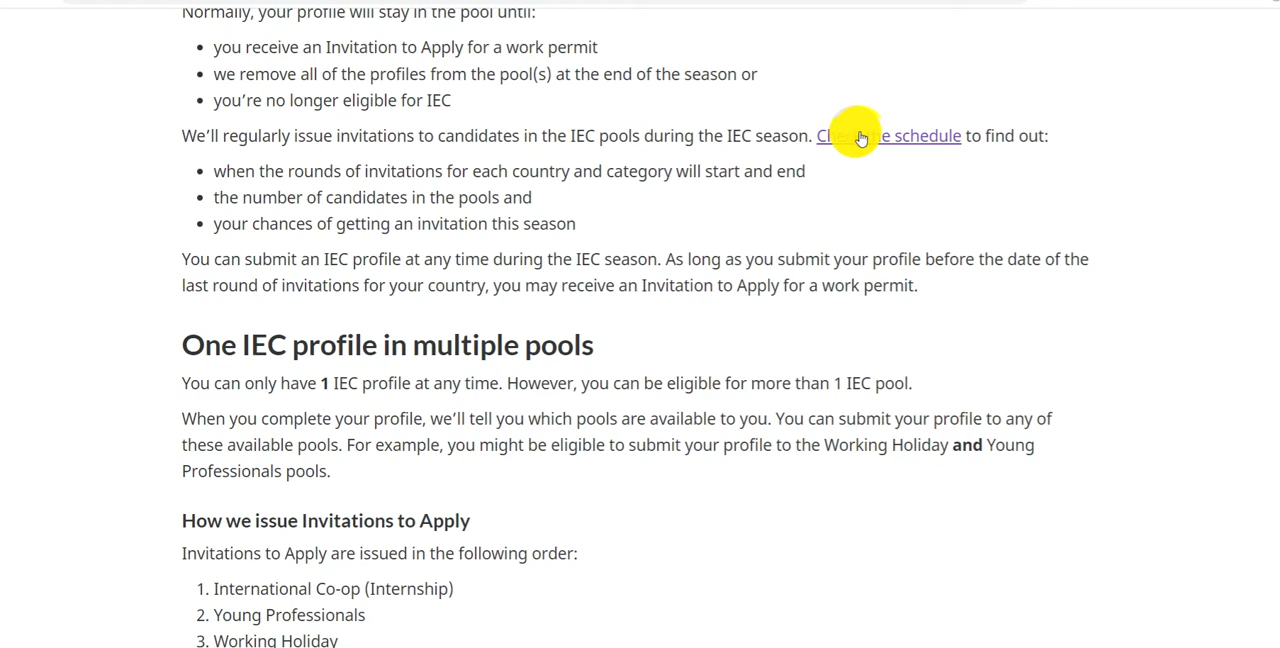 Normally, your profile will stay in the pool until:
• you receive an Invitation to Apply for a work permit
• we remove all of the profiles from the pool(s) at the end of the season or
• you're no longer eligible for IEC
We'll regularly issue invitations to candidates in the IEC pools during the IEC season. Check the schedule to find out:
• when the rounds of invitations for each country and category will start and end
• the number of candidates in the pools and
• your chances of getting an invitation this season
You can submit an IEC profile at any time during the IEC season. As long as you submit your profile before the date of the
last round of invitations for your country, you may receive an Invitation to Apply for a work permit.
One IEC profile in multiple pools
You can only have 1 IEC profile at any time. However, you can be eligible for more than 1 IEC pool.
When you complete your profile, we'll tell you which pools are available to you. You can submit your profile to any of
these available pools. For example, you might be eligible to submit your profile to the Working Holiday and Young
Professionals pools.
How we issue Invitations to Apply
Invitations to Apply are issued in the following order:
1. International Co-op (Internship)
2. Young Professionals
3. Working Holiday